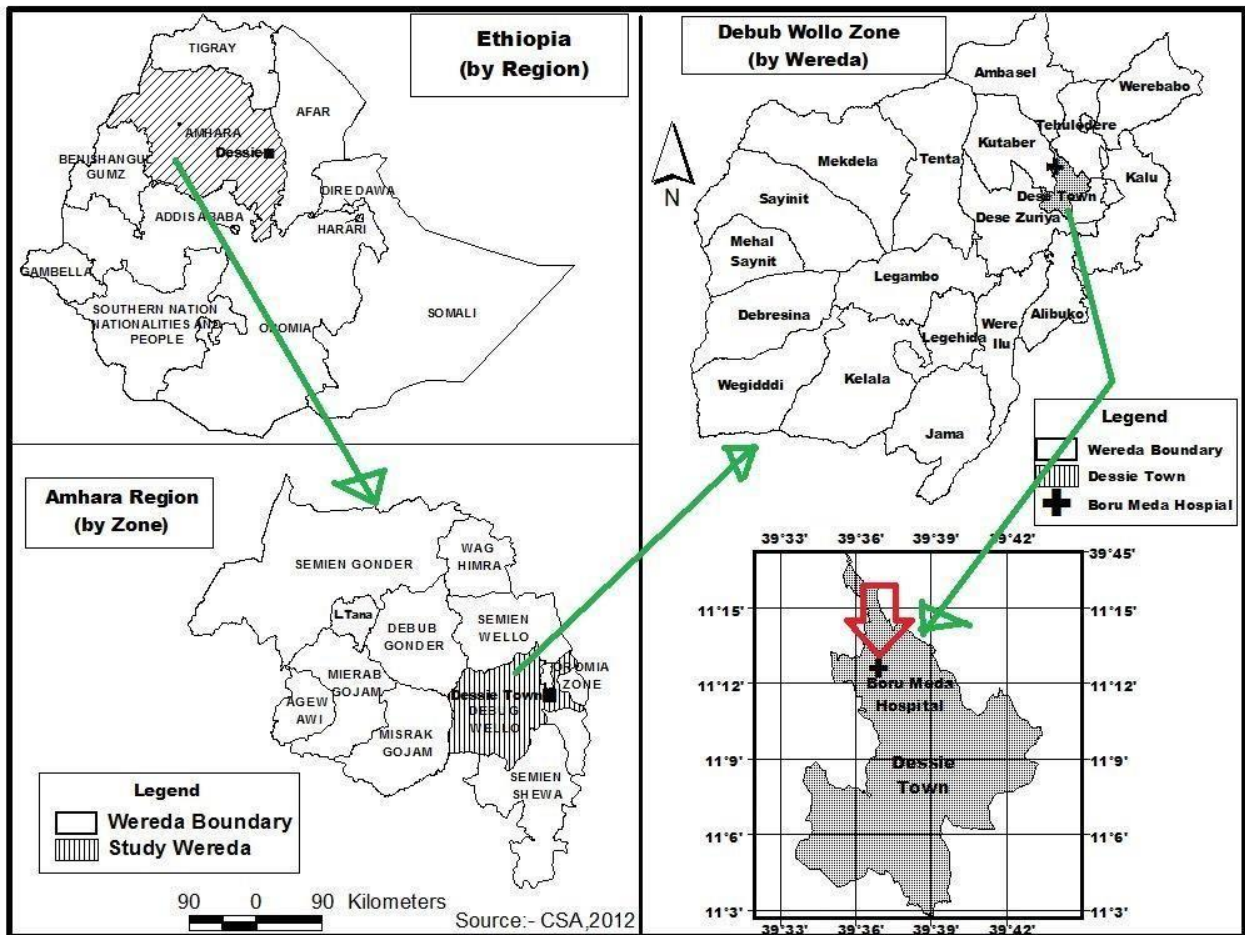 Ethiopia
(by Region)
TIGRAY
AFAR
AMHARA
Dessie
BENISHANGUL
GUMZ
DIRE DAWA
ADDIS ABABA
HARARI
GAMBELLA
SOUTHERN NATION
NATIONALITIES AND
PEOPLE
OROMIA
SOMALI
Amhara Region
(by Zone)
WAG
HIMRA
SEMIEN GONDER
L.Tana
DEBUB
GONDER
SEMIEN
WELLO
MIERAB
GOJAM
OROMIA
ZONE
Dessie Town
DEBUG
WELLO
AGEW
AWI
MISRAK
GOJAM
SEMIEN
SHEWA
Legend
Wereda Boundary
Study Wereda
90 0 90 Kilometers
Source:- CSA,2012
Debub Wollo Zone
(by Wereda)
N
Ambasel
Werebabo
Tehuledere
Kutaber
Mekdela
Tenta
Kalu
Sayinit
Dese Town
Dese Zuriya
Mehal
Saynit
Legambo
Debresina
Alibuko
Were
Ilu
Legehida
Wegidddi
Kelala
Jama
Legend
Wereda Boundary
Dessie Town
Boru Meda Hospial
39°33' 39°36' 39°39' 39°42'
39°45'
11°15' 11°15'
11°12' 11°12'
Boru Meda
Hospital
11°9' 11°9'
Dessie
Town
11°6' 11°6'
11°3' 11°3'
39°33' 39°36' 39°39' 39°42'